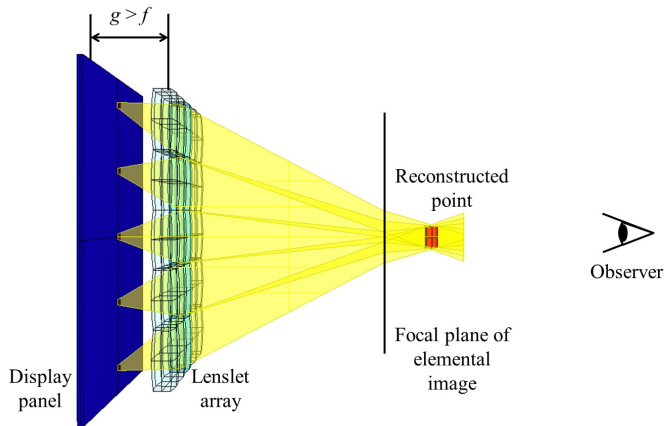 g > f
Reconstructed
point
Observer
Focal plane of
elemental
image
Display
panel
Lenslet
array